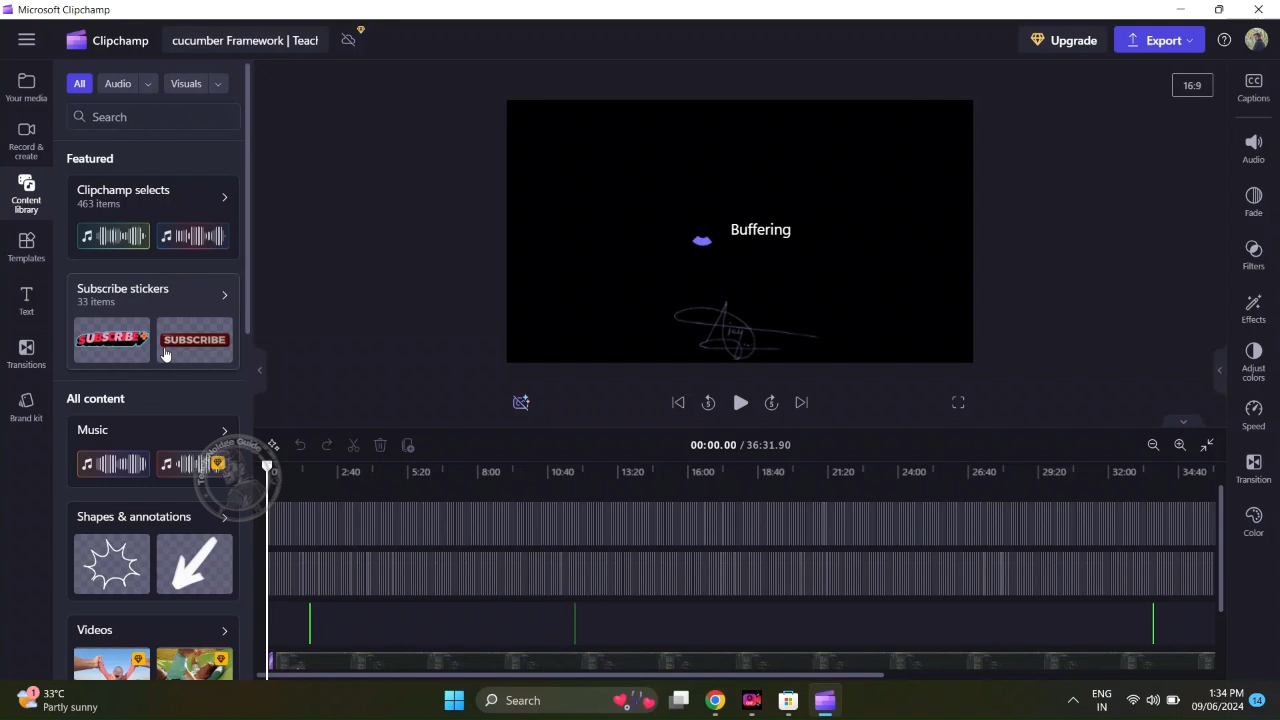 Microsoft Clipchamp
Clipchamp
cucumber Framework | Teacl
Upgrade
Export
16:9
Your media
Record & create
Content library
Templates
Text
Transitions
Brand kit
All
Audio
Visuals
Search
Featured
Clipchamp selects
463 items
Subscribe stickers
33 items
SUBSCRIBE
SUBSCRIBE
All content
Music
Shapes & annotations
Videos
Buffering
Captions
Audio
Fade
Filters
Effects
Adjust colors
Speed
Transition
Color
00:00.00 / 36:31.90
0
2:40
5:20
8:00
10:40
13:20
16:00
18:40
21:20
24:00
26:40
29:20
32:00
34:40
1
33°C
Partly sunny
Search
ENG
IN
1:34 PM
09/06/2024
14